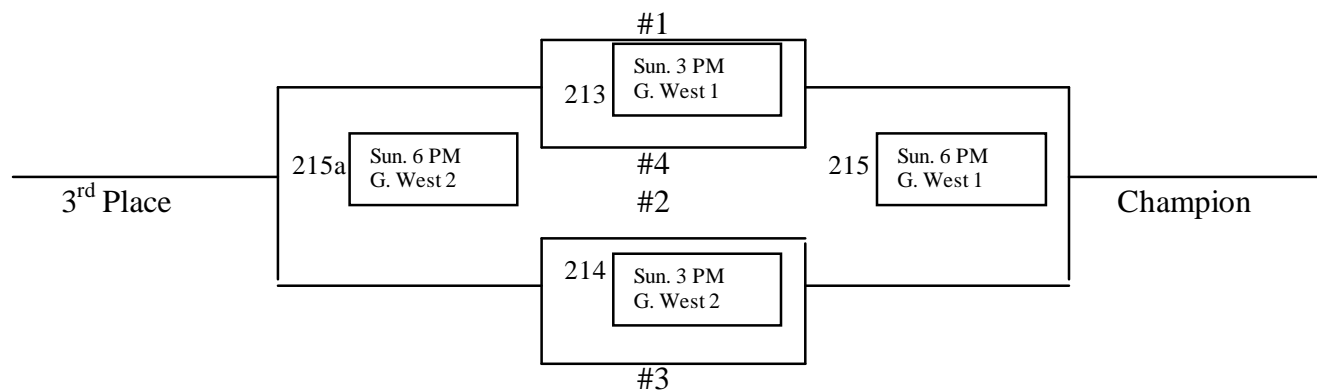 #1
Sun. 3 PM
G. West 1
213
215a
Sun. 6 PM
G. West 2
#4
215
Sun. 6 PM
G. West 1
3rd Place
#2
Champion
214
Sun. 3 PM
G. West 2
#3